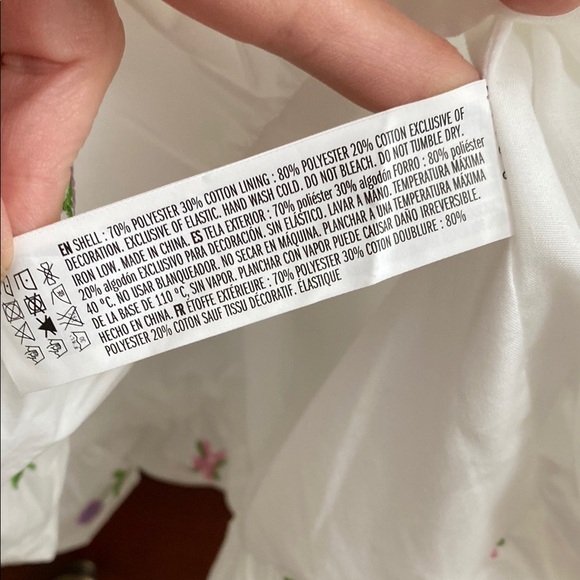 EN SHELL : 70% POLYESTER 30% COTTON LINING : 80% POLYESTER 20% COTTON EXCLUSIVE OF
DECORATION. EXCLUSIVE OF ELASTIC. HAND WASH COLD. DO NOT BLEACH. DO NOT TUMBLE DRY.
IRON LOW. MADE IN CHINA. ES TELA EXTERIOR : 70% poliéster 30% algodón FORRO : 80% poliéster
20% algodón EXCLUSIVO PARA DECORACIÓN. SIN ELÁSTICO. LAVAR A MANO. TEMPERATURA MÁXIMA
40 °C. NO USAR BLANQUEADOR. NO SECAR EN MÁQUINA. PLANCHAR A UNA TEMPERATURA MÁXIMA
DE LA BASE DE 110 °C, SIN VAPOR. PLANCHAR CON VAPOR PUEDE CAUSAR DAÑO IRREVERSIBLE.
HECHO EN CHINA. FR ÉTOFFE EXTÉRIEURE : 70% POLYESTER 30% COTON DOUBLURE : 80%
POLYESTER 20% COTON SAUF TISSU DÉCORATIF. ÉLASTIQUE